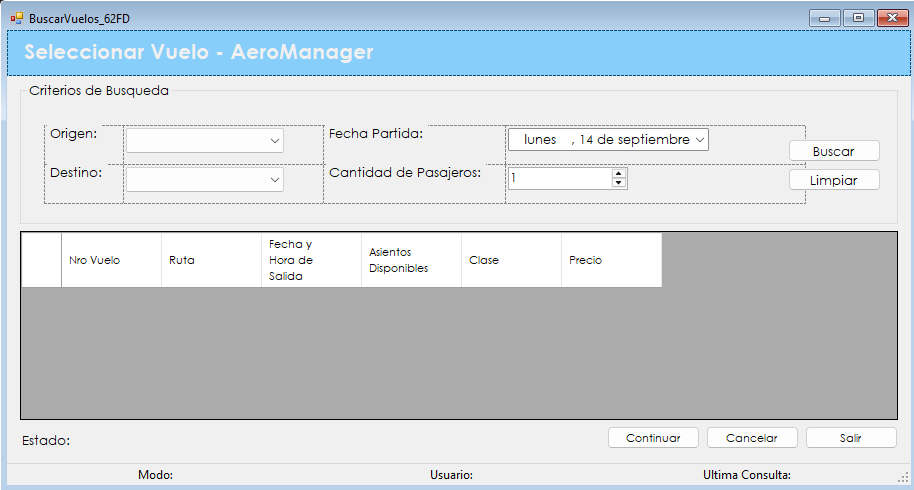 BuscarVuelos_62FD
Seleccionar Vuelo - AeroManager
Criterios de Busqueda
Origen:
Fecha Partida:
lunes , 14 de septiembre
Buscar
Destino:
Cantidad de Pasajeros:
1
Limpiar
Nro Vuelo
Ruta
Fecha y
Hora de
Salida
Asientos
Disponibles
Clase
Precio
Estado:
Continuar
Cancelar
Salir
Modo:
Usuario:
Ultima Consulta: